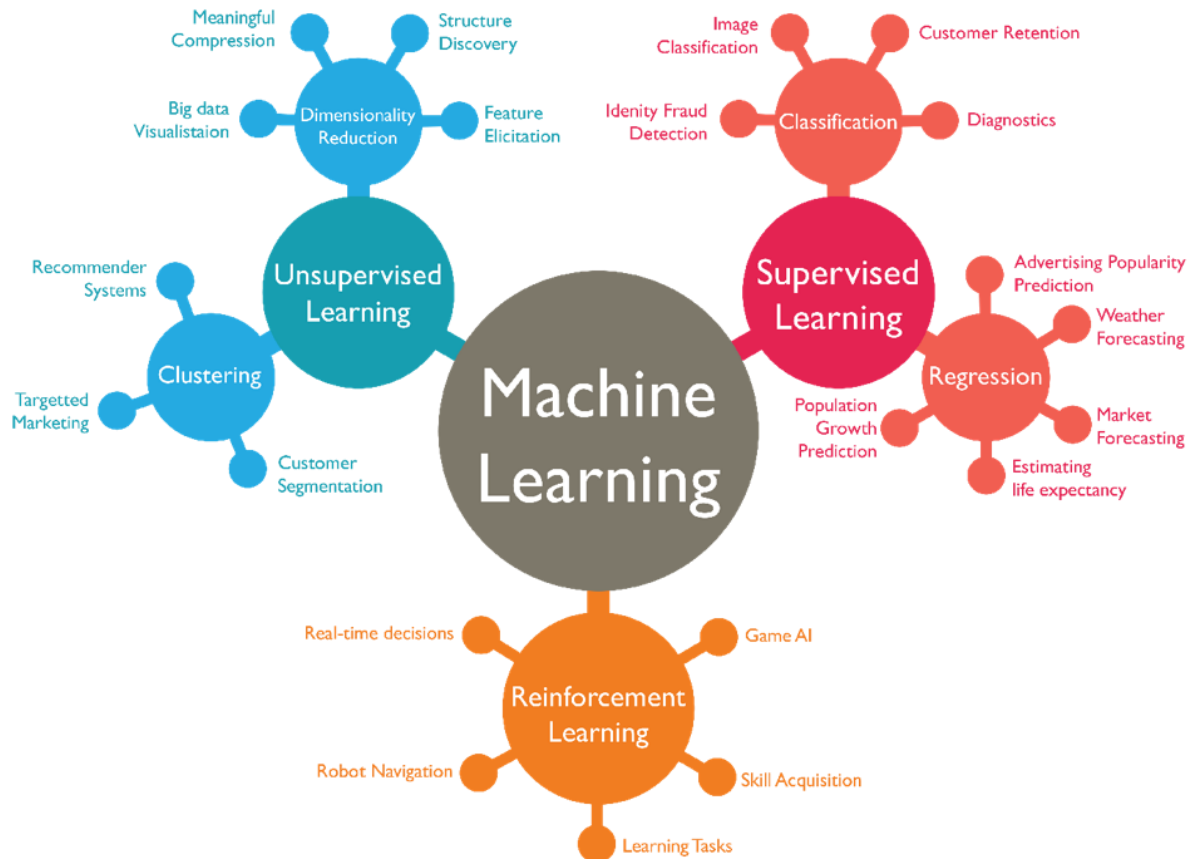 Meaningful
Compression
Structure
Discovery
Big data
Visualistaion
Dimensionality
Reduction
Feature
Elicitation
Image
Classification
Customer Retention
Idenity Fraud
Detection
Classification
Diagnostics
Unsupervised
Learning
Recommender
Systems
Clustering
Targetted
Marketing
Customer
Segmentation
Machine
Learning
Supervised
Learning
Advertising Popularity
Prediction
Weather
Forecasting
Regression
Population
Growth
Prediction
Market
Forecasting
Estimating
life expectancy
Real-time decisions
Game AI
Reinforcement
Learning
Robot Navigation
Skill Acquisition
Learning Tasks